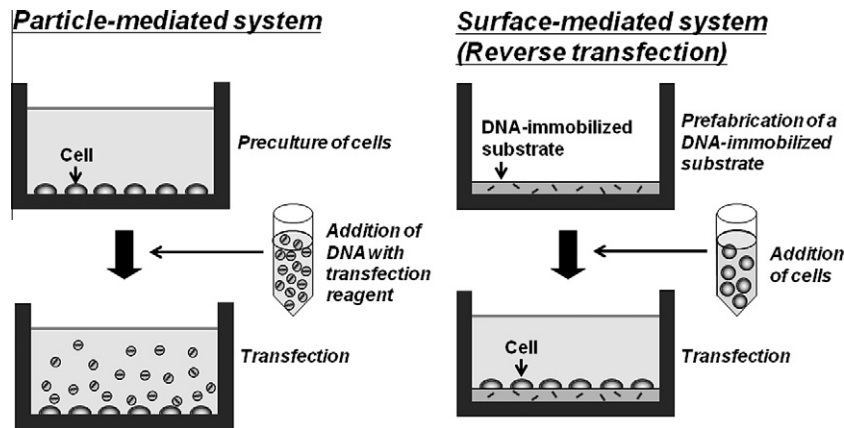 Particle-mediated system
Cell
Preculture of cells
Addition of
DNA with
transfection
reagent
Transfection
Surface-mediated system
(Reverse transfection)
DNA-immobilized
substrate
Prefabrication of a
DNA-immobilized
substrate
Addition
of cells
Cell
Transfection